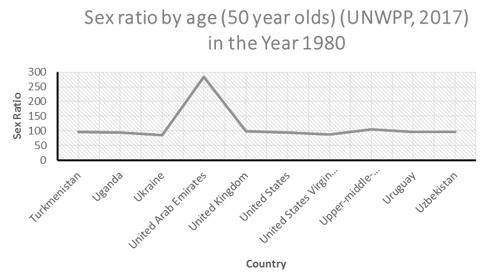 Sex ratio by age (50 year olds) (UNWPP, 2017)
in the Year 1980
300
250
200
150
100
50
0
Sex Ratio
Turkmenistan
Uganda
Ukraine
United Arab Emirates
United Kingdom
United States
United States Virgin...
Upper-middle-...
Uruguay
Uzbekistan
Country